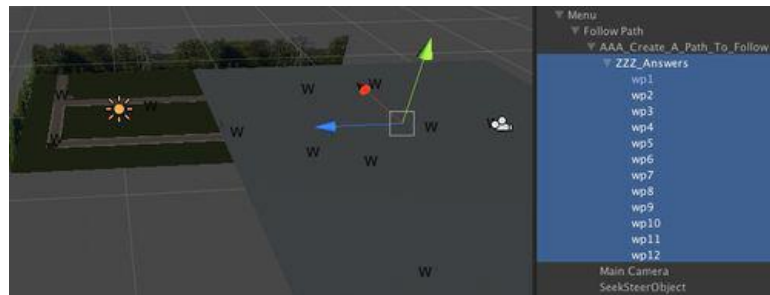 Menu
Follow Path
AAA_Create_A_Path_To_Follow
ZZZ_Answers
wp1
wp2
wp3
wp4
wp5
wp6
wp7
wp8
wp9
wp10
wp11
wp12
Main Camera
SeekSteerObject
W
W
W
W
W
W
W
W
W
W
W
W